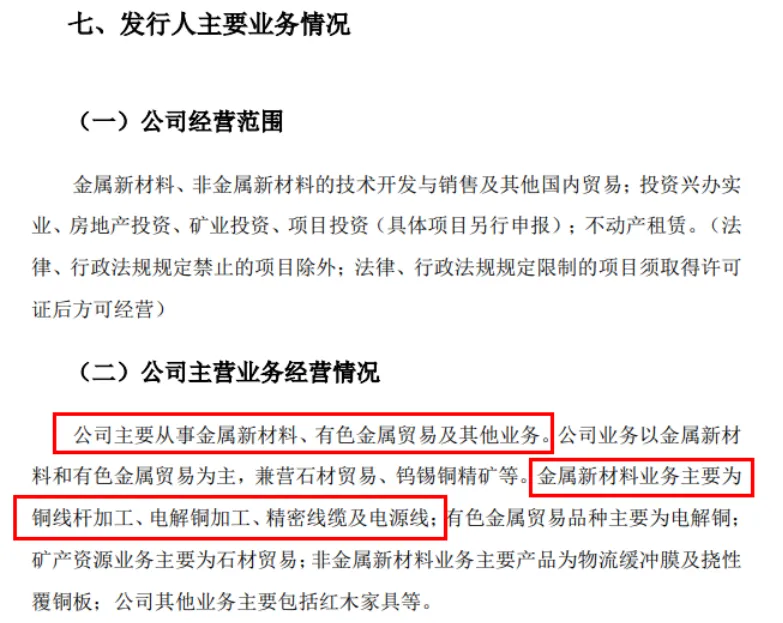 七、发行人主要业务情况
（一）公司经营范围
金属新材料、非金属新材料的技术开发与销售及其他国内贸易；投资兴办实
业、房地产投资、矿业投资、项目投资（具体项目另行申报）；不动产租赁。（法
律、行政法规规定禁止的项目除外；法律、行政法规规定限制的项目须取得许可
证后方可经营）
（二）公司主营业务经营情况
公司主要从事金属新材料、有色金属贸易及其他业务。公司业务以金属新材
料和有色金属贸易为主，兼营石材贸易、钨锡铜精矿等。金属新材料业务主要为
铜线杆加工、电解铜加工、精密线缆及电源线；有色金属贸易品种主要为电解铜；
矿产资源业务主要为石材贸易；非金属新材料业务主要产品为物流缓冲膜及挠性
覆铜板；公司其他业务主要包括红木家具等。